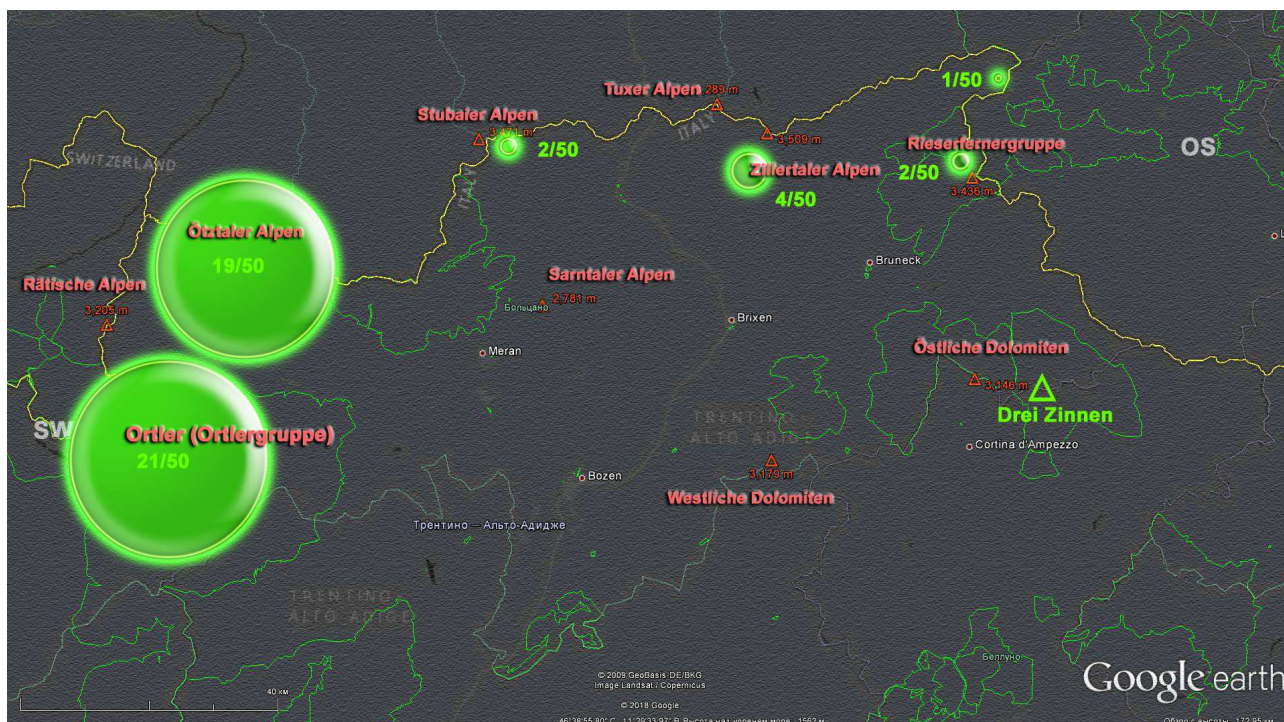 1/50
Tuxer Alpen
289 m
Stubaier Alpen
3,471 m
ITALY
3,509 m
Rieserfernergruppe
OS
2/50
SWITZERLAND
Zillertaler Alpen
2/50
3,436 m
ITALY
4/50
Ötztaler Alpen
19/50
Bruneck
Sarntaler Alpen
Rätische Alpen
2,781 m
Больцано
3,205 m
Brixen
Meran
Östliche Dolomiten
3,146 m
Drei Zinnen
TRENTINO-
ALTO ADIGE
SW
Ortler (Ortlergruppe)
21/50
Cortina d'Ampezzo
3,179 m
Bozen
Westliche Dolomiten
Трентино — Альто-Адидже
TRENTINO-
ALTO ADIGE
Беллуно
© 2009 GeoBasis-DE/BKG
Image Landsat / Copernicus
Google earth
40 км
© 2018 Google